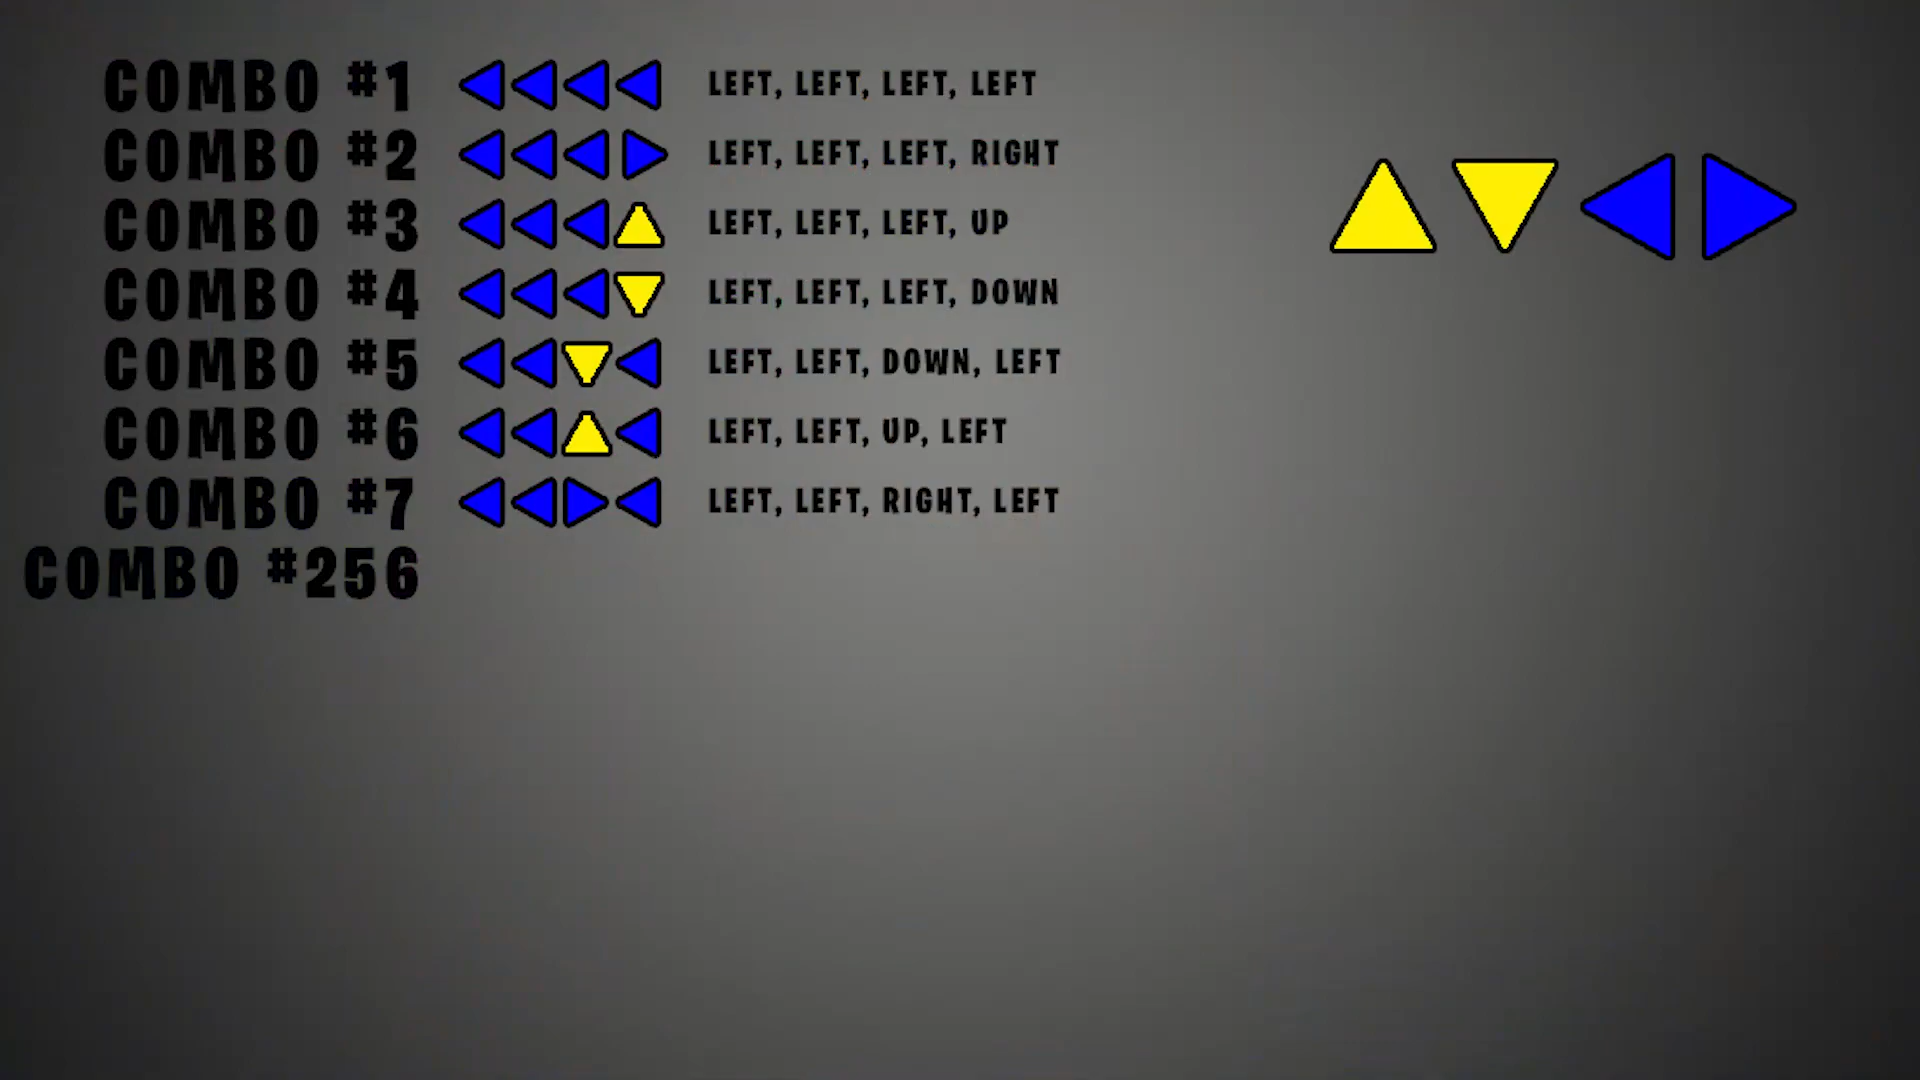 COMBO #1 LEFT, LEFT, LEFT, LEFT
COMBO #2 LEFT, LEFT, LEFT, RIGHT
COMBO #3 LEFT, LEFT, LEFT, UP
COMBO #4 LEFT, LEFT, LEFT, DOWN
COMBO #5 LEFT, LEFT, DOWN, LEFT
COMBO #6 LEFT, LEFT, UP, LEFT
COMBO #7 LEFT, LEFT, RIGHT, LEFT
COMBO #256